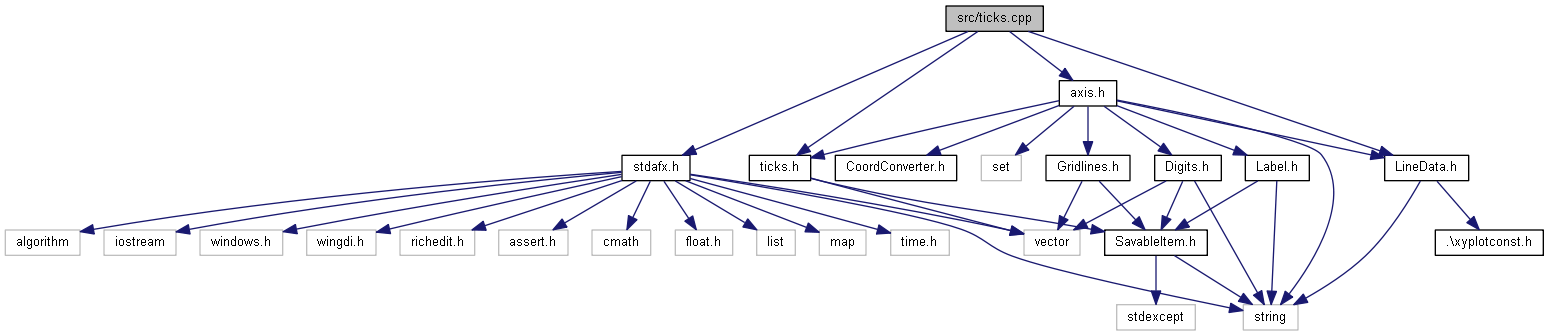 src/ticks.cpp
axis.h
stdafx.h
ticks.h
CoordConverter.h
set
Gridlines.h
Digits.h
Label.h
LineData.h
algorithm
iostream
windows.h
wingdi.h
richedit.h
assert.h
cmath
float.h
list
map
time.h
vector
SavableItem.h
.\xyplotconst.h
stdexcept
string